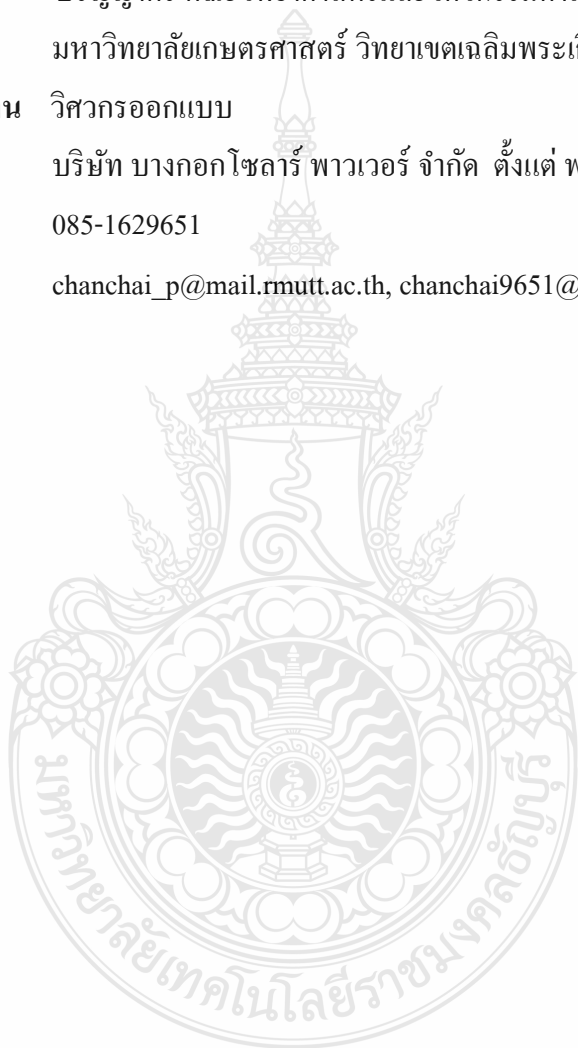 มหาวิทยาลัยเกษตรศาสตร์ วิทยาเขตเฉลิมพระเกี
น วิศวกรออกแบบ
บริษัท บางกอกโซลาร์ พาวเวอร์ จำกัด ตั้งแต่ พ
085-1629651
chanchai_p@mail.rmutt.ac.th, chanchai9651@
มหาวิทยาลัยเทคโนโลยีราชมงคลธัญบุรี